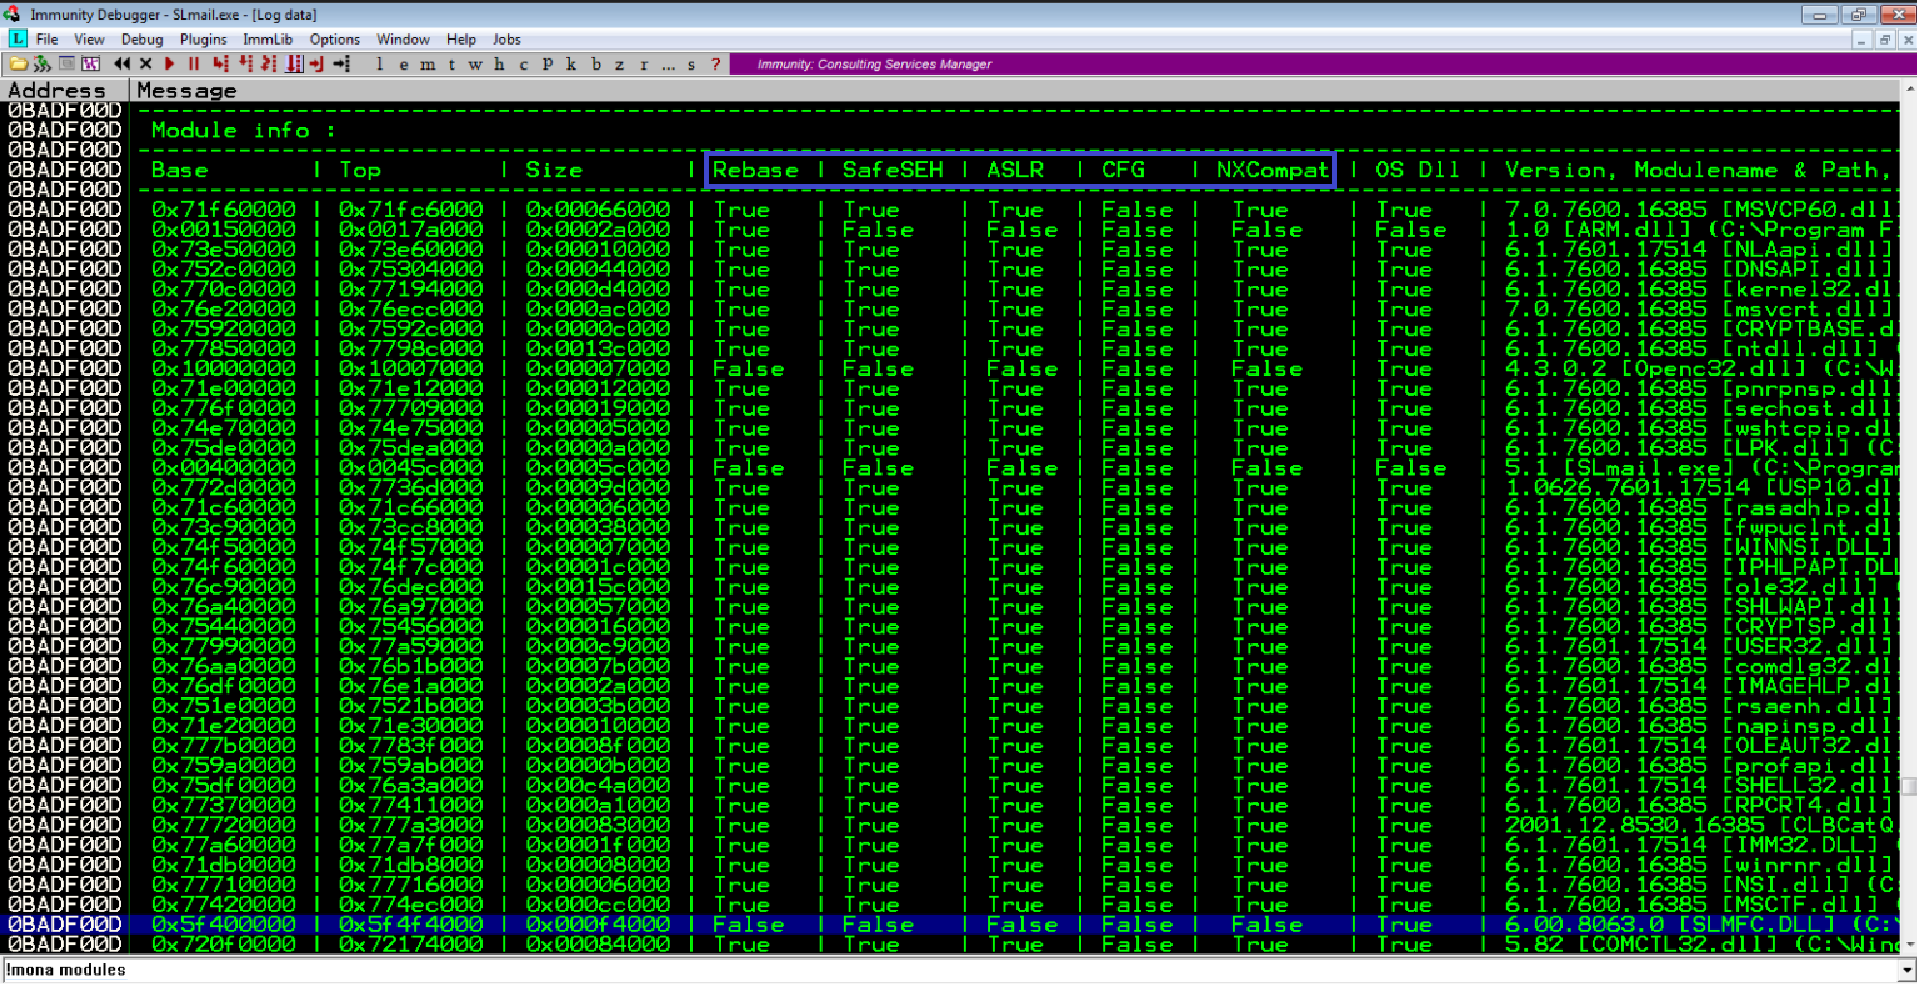 Immunity Debugger - SLmail.exe - [Log data]
L File View Debug Plugins ImmLib Options Window Help Jobs
l e m t w h c P k b z r ... s ? Immunity: Consulting Services Manager
Address Message
0BADF00D --------------------------------
0BADF00D Module info :
0BADF00D --------------------------------
0BADF00D Base | Top | Size | Rebase | SafeSEH | ASLR | CFG | NXCompat | OS Dll | Version, Modulename & Path,
0BADF00D --------------------------------
0BADF00D 0x71f60000 | 0x71fc6000 | 0x00066000 | True | True | True | False | True | True | 7.0.7600.16385 [MSVCP60.dll]
0BADF00D 0x00150000 | 0x0017a000 | 0x0002a000 | True | False | False | False | False | False | 1.0 [ARM.dll] (C:\Program F
0BADF00D 0x73e50000 | 0x73e60000 | 0x00010000 | True | True | True | False | True | True | 6.1.7601.17514 [NLAapi.dll]
0BADF00D 0x752c0000 | 0x75304000 | 0x00044000 | True | True | True | False | True | True | 6.1.7600.16385 [DNSAPI.dll]
0BADF00D 0x770c0000 | 0x77194000 | 0x000d4000 | True | True | True | False | True | True | 6.1.7600.16385 [kernel32.dl
0BADF00D 0x76e20000 | 0x76ecc000 | 0x000ac000 | True | True | True | False | True | True | 7.0.7600.16385 [msvcrt.dll]
0BADF00D 0x75920000 | 0x7592c000 | 0x0000c000 | True | True | True | False | True | True | 6.1.7600.16385 [CRYPTBASE.d
0BADF00D 0x77850000 | 0x7798c000 | 0x0013c000 | True | True | True | False | True | True | 6.1.7600.16385 [ntdll.dll] (
0BADF00D 0x10000000 | 0x10007000 | 0x00007000 | False | False | False | False | False | True | 4.3.0.2 [Openc32.dll] (C:\W
0BADF00D 0x71e00000 | 0x71e12000 | 0x00012000 | True | True | True | False | True | True | 6.1.7600.16385 [pnrpnsp.dll
0BADF00D 0x776f0000 | 0x77709000 | 0x00019000 | True | True | True | False | True | True | 6.1.7600.16385 [sechost.dll
0BADF00D 0x74e70000 | 0x74e75000 | 0x00005000 | True | True | True | False | True | True | 6.1.7600.16385 [wshtcpip.dl
0BADF00D 0x75de0000 | 0x75dea000 | 0x0000a000 | True | True | True | False | True | True | 6.1.7600.16385 [LPK.dll] (C
0BADF00D 0x00400000 | 0x0045c000 | 0x0005c000 | False | False | False | False | False | False | 5.1 [SLmail.exe] (C:\Program
0BADF00D 0x772d0000 | 0x7736d000 | 0x0009d000 | True | True | True | False | True | True | 1.0626.7601.17514 [USP10.dl
0BADF00D 0x71c60000 | 0x71c66000 | 0x00006000 | True | True | True | False | True | True | 6.1.7600.16385 [rasadhlp.dl
0BADF00D 0x73c90000 | 0x73cc8000 | 0x00038000 | True | True | True | False | True | True | 6.1.7600.16385 [fwpuclnt.dl
0BADF00D 0x74f50000 | 0x74f57000 | 0x00007000 | True | True | True | False | True | True | 6.1.7600.16385 [WINNSI.DLL]
0BADF00D 0x74f60000 | 0x74f7c000 | 0x0001c000 | True | True | True | False | True | True | 6.1.7600.16385 [IPHLPAPI.DLL
0BADF00D 0x76c90000 | 0x76dec000 | 0x0015c000 | True | True | True | False | True | True | 6.1.7600.16385 [ole32.dll] (
0BADF00D 0x76a40000 | 0x76a97000 | 0x00057000 | True | True | True | False | True | True | 6.1.7600.16385 [SHLWAPI.dll
0BADF00D 0x75440000 | 0x75456000 | 0x00016000 | True | True | True | False | True | True | 6.1.7600.16385 [CRYPTSP.dll
0BADF00D 0x77990000 | 0x77a59000 | 0x000c9000 | True | True | True | False | True | True | 6.1.7601.17514 [USER32.dll]
0BADF00D 0x76aa0000 | 0x76b1b000 | 0x0007b000 | True | True | True | False | True | True | 6.1.7600.16385 [comdlg32.dl
0BADF00D 0x76df0000 | 0x76e1a000 | 0x0002a000 | True | True | True | False | True | True | 6.1.7601.17514 [IMAGEHLP.dl
0BADF00D 0x751e0000 | 0x7521b000 | 0x0003b000 | True | True | True | False | True | True | 6.1.7600.16385 [rsaenh.dll]
0BADF00D 0x71e20000 | 0x71e30000 | 0x00010000 | True | True | True | False | True | True | 6.1.7600.16385 [napinsp.dll
0BADF00D 0x777b0000 | 0x7783f000 | 0x0008f000 | True | True | True | False | True | True | 6.1.7601.17514 [OLEAUT32.dl
0BADF00D 0x759a0000 | 0x759ab000 | 0x0000b000 | True | True | True | False | True | True | 6.1.7600.16385 [profapi.dll
0BADF00D 0x75df0000 | 0x76a3a000 | 0x00c4a000 | True | True | True | False | True | True | 6.1.7601.17514 [SHELL32.dll
0BADF00D 0x77370000 | 0x77411000 | 0x000a1000 | True | True | True | False | True | True | 6.1.7600.16385 [RPCRT4.dll]
0BADF00D 0x77720000 | 0x777a3000 | 0x00083000 | True | True | True | False | True | True | 2001.12.8530.16385 [CLBCatQ
0BADF00D 0x77a60000 | 0x77a7f000 | 0x0001f000 | True | True | True | False | True | True | 6.1.7601.17514 [IMM32.DLL] (
0BADF00D 0x71db0000 | 0x71db8000 | 0x00008000 | True | True | True | False | True | True | 6.1.7600.16385 [winrnr.dll]
0BADF00D 0x77710000 | 0x77716000 | 0x00006000 | True | True | True | False | True | True | 6.1.7600.16385 [NSI.dll] (C
0BADF00D 0x77420000 | 0x774ec000 | 0x000cc000 | True | True | True | False | True | True | 6.1.7600.16385 [MSCTF.dll] (
0BADF00D 0x5f400000 | 0x5f4f4000 | 0x000f4000 | False | False | False | False | False | True | 6.00.8063.0 [SLMFC.DLL] (C:\
0BADF00D 0x720f0000 | 0x72174000 | 0x00084000 | True | True | True | False | True | True | 5.82 [COMCTL32.dll] (C:\Wind
!mona modules